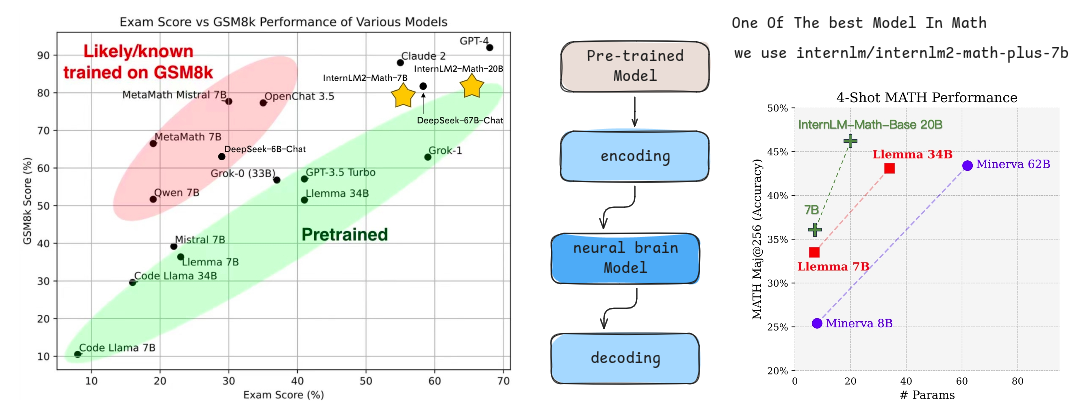 Exam Score vs GSM8k Performance of Various Models
Likely/known
trained on GSM8k
GPT-4
Claude 2
InternLM2-Math-20B
InternLM2-Math-7B
MetaMath Mistral 7B
OpenChat 3.5
DeepSeek-67B-Chat
MetaMath 7B
DeepSeek-6B-Chat
Grok-1
Grok-0 (33B)
GPT-3.5 Turbo
Qwen 7B
Llemma 34B
Pretrained
Mistral 7B
Llemma 7B
Code Llama 34B
Code Llama 7B
GSM8k Score (%)
90
80
70
60
50
40
30
20
10
10 20 30 40 50 60 70
Exam Score (%)
Pre-trained
Model
encoding
neural brain
Model
decoding
One Of The best Model In Math
we use internlm/internlm2-math-plus-7b
4-Shot MATH Performance
InternLM-Math-Base 20B
Llemma 34B
Minerva 62B
7B
Llemma 7B
Minerva 8B
MATH Maj@256 (Accuracy)
50%
45%
40%
35%
30%
25%
20%
0 20 40 60 80
# Params